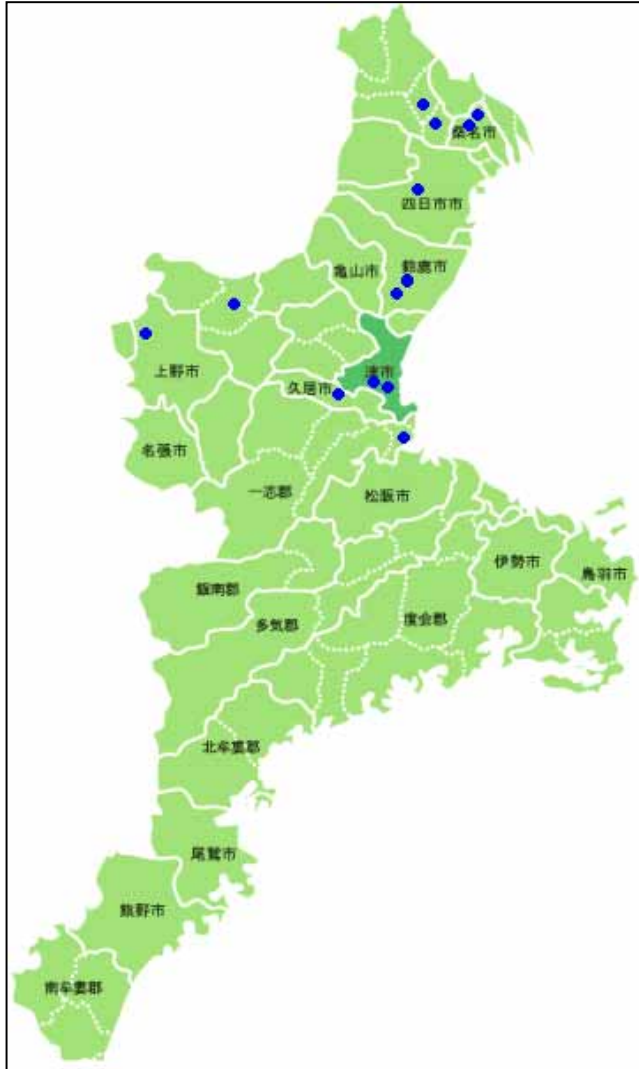 桑名市
四日市市
亀山市
鈴鹿市
上野市
津市
久居市
名張市
一志郡
松阪市
伊勢市
鳥羽市
飯南郡
多気郡
度会郡
北牟婁郡
尾鷲市
熊野市
南牟婁郡